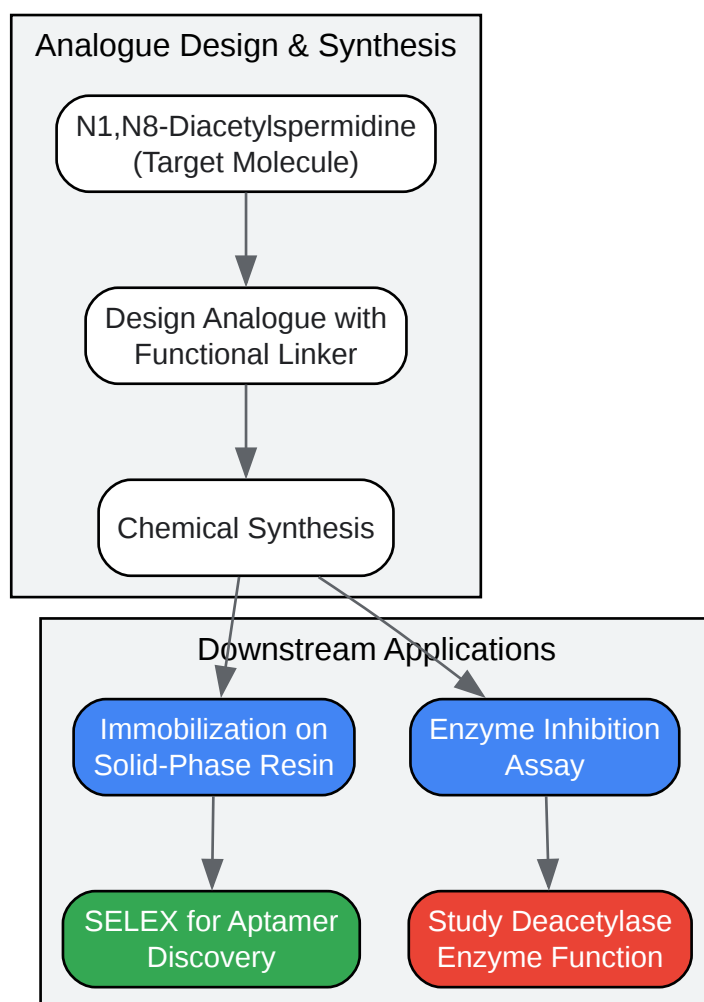 Analogue Design & Synthesis
N1,N8-Diacetylspermidine
(Target Molecule)
Design Analogue with
Functional Linker
Chemical Synthesis
Downstream Applications
Immobilization on
Solid-Phase Resin
Enzyme Inhibition
Assay
SELEX for Aptamer
Discovery
Study Deacetylase
Enzyme Function